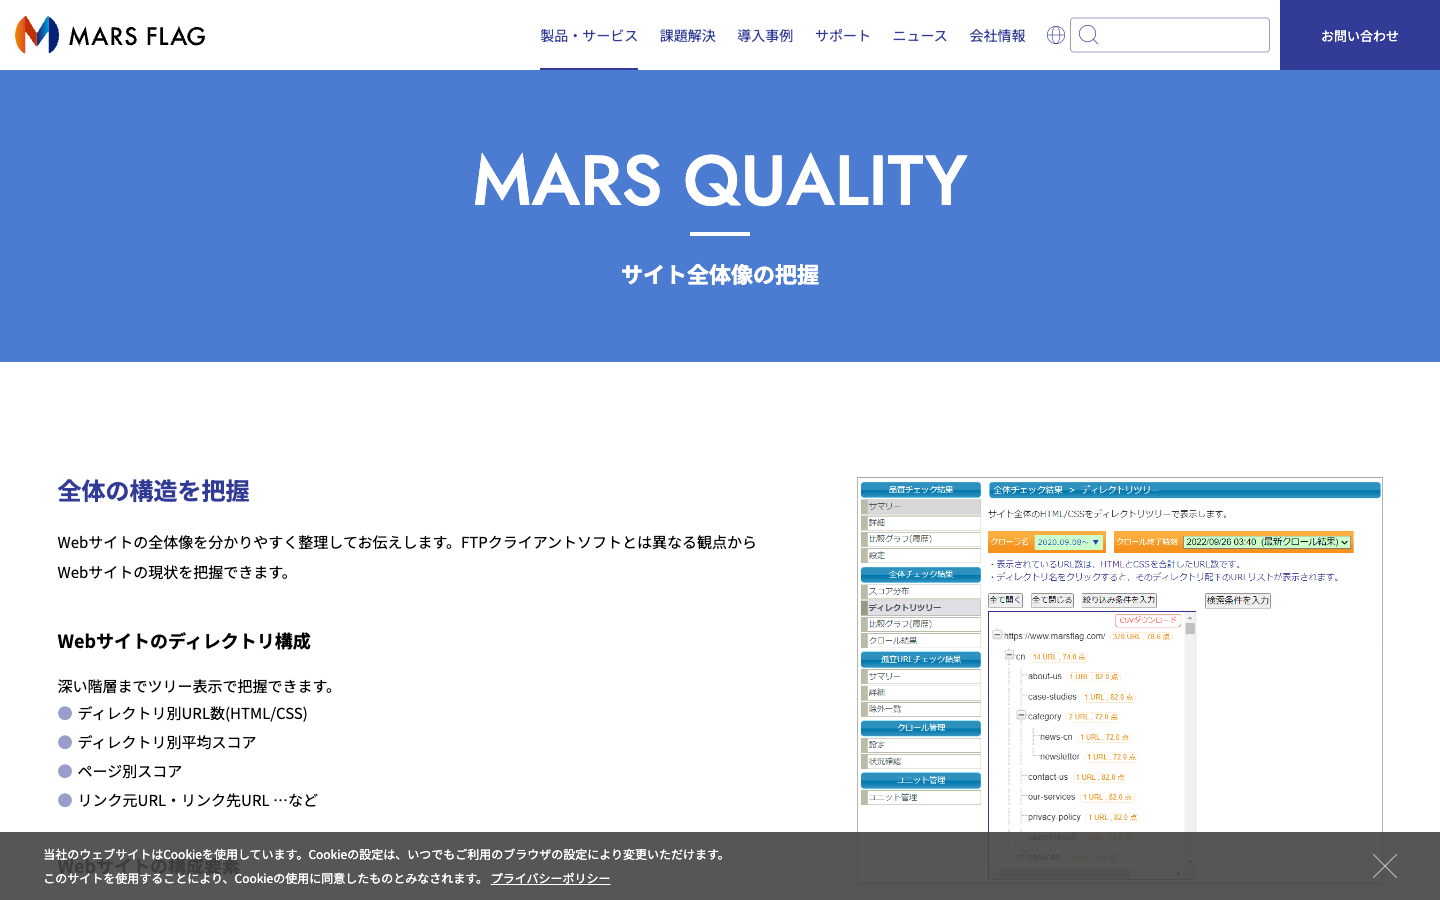 MARS FLAG
製品・サービス 課題解決 導入事例 サポート ニュース 会社情報
お問い合わせ
MARS QUALITY
サイト全体像の把握
全体の構造を把握
Webサイトの全体像を分かりやすく整理してお伝えします。FTPクライアントソフトとは異なる観点から
Webサイトの現状を把握できます。
Webサイトのディレクトリ構成
深い階層までツリー表示で把握できます。
ディレクトリ別URL数(HTML/CSS)
ディレクトリ別平均スコア
ページ別スコア
リンク元URL・リンク先URL …など
Webサイトの構成要素
品質チェック結果
サマリー
詳細
比較グラフ(履歴)
設定
全体チェック結果
スコア分布
ディレクトリツリー
比較グラフ(履歴)
クロール結果
孤立URLチェック結果
サマリー
詳細
除外一覧
クロール管理
設定
状況確認
ユニット管理
ユニット管理
全体チェック結果 > ディレクトリツリー
サイト全体のHTML/CSSをディレクトリツリーで表示します。
クローラ名 2020.09.08~ ▼ クロール終了時刻 2022/09/26 03:40 (最新クロール結果)
・表示されているURL数は、HTMLとCSSを合計したURL数です。
・ディレクトリ名をクリックすると、そのディレクトリ配下のURLリストが表示されます。
全て開く 全て閉じる 絞り込み条件を入力 検索条件を入力
CSVダウンロード
https://www.marsflag.com/ 370 URL , 78.6 点
cn 14 URL , 74.0 点
about-us 1 URL , 82.0 点
case-studies 1 URL , 82.0 点
category 2 URL , 72.0 点
news-cn 1 URL , 72.0 点
newsletter 1 URL , 72.0 点
contact-us 1 URL , 82.0 点
our-services 1 URL , 82.0 点
privacy-policy 1 URL , 82.0 点
services
当社のウェブサイトはCookieを使用しています。Cookieの設定は、いつでもご利用のブラウザの設定により変更いただけます。
このサイトを使用することにより、Cookieの使用に同意したものとみなされます。 プライバシーポリシー